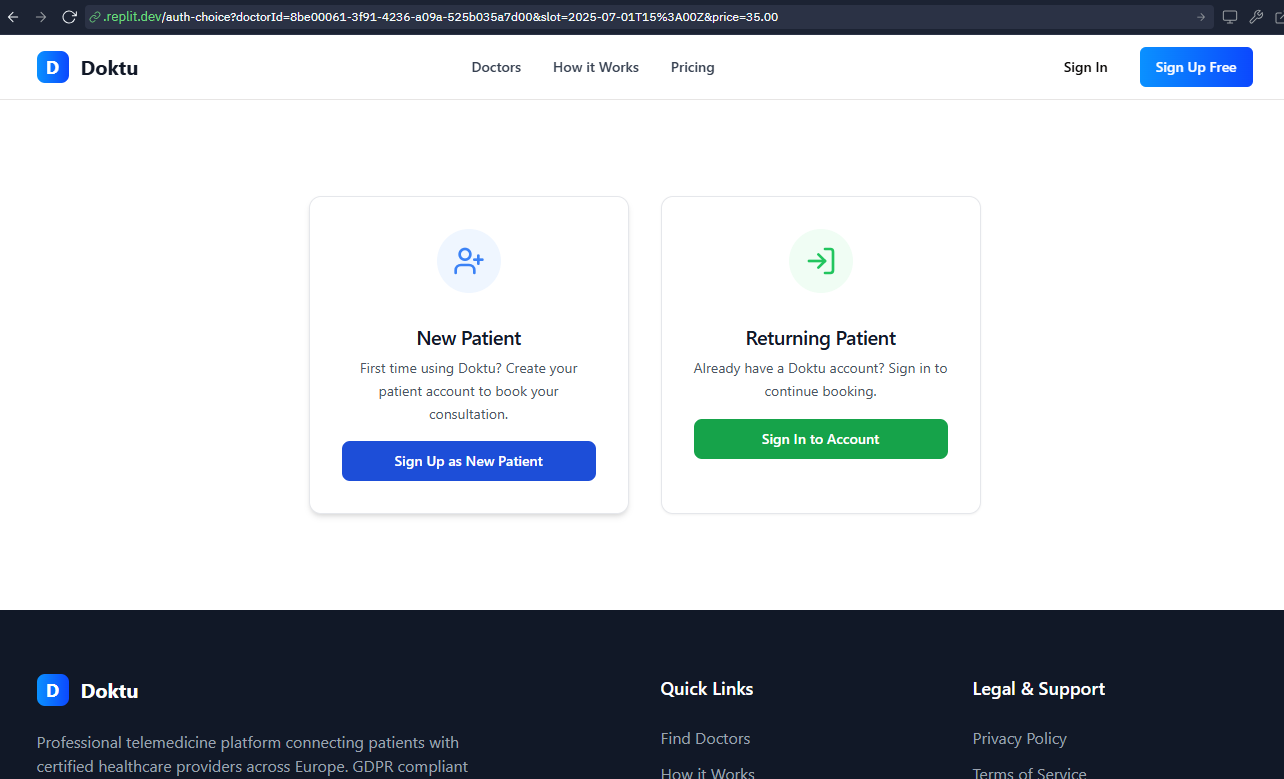 .replit.dev/auth-choice?doctorId=8be00061-3f91-4236-a09a-525b035a7d00&slot=2025-07-01T15%3A00Z&price=35.00
D Doktu
Doctors
How it Works
Pricing
Sign In
Sign Up Free
New Patient
First time using Doktu? Create your
patient account to book your
consultation.
Sign Up as New Patient
Returning Patient
Already have a Doktu account? Sign in to
continue booking.
Sign In to Account
D Doktu
Professional telemedicine platform connecting patients with
certified healthcare providers across Europe. GDPR compliant
Quick Links
Find Doctors
How it Works
Legal & Support
Privacy Policy
Terms of Service